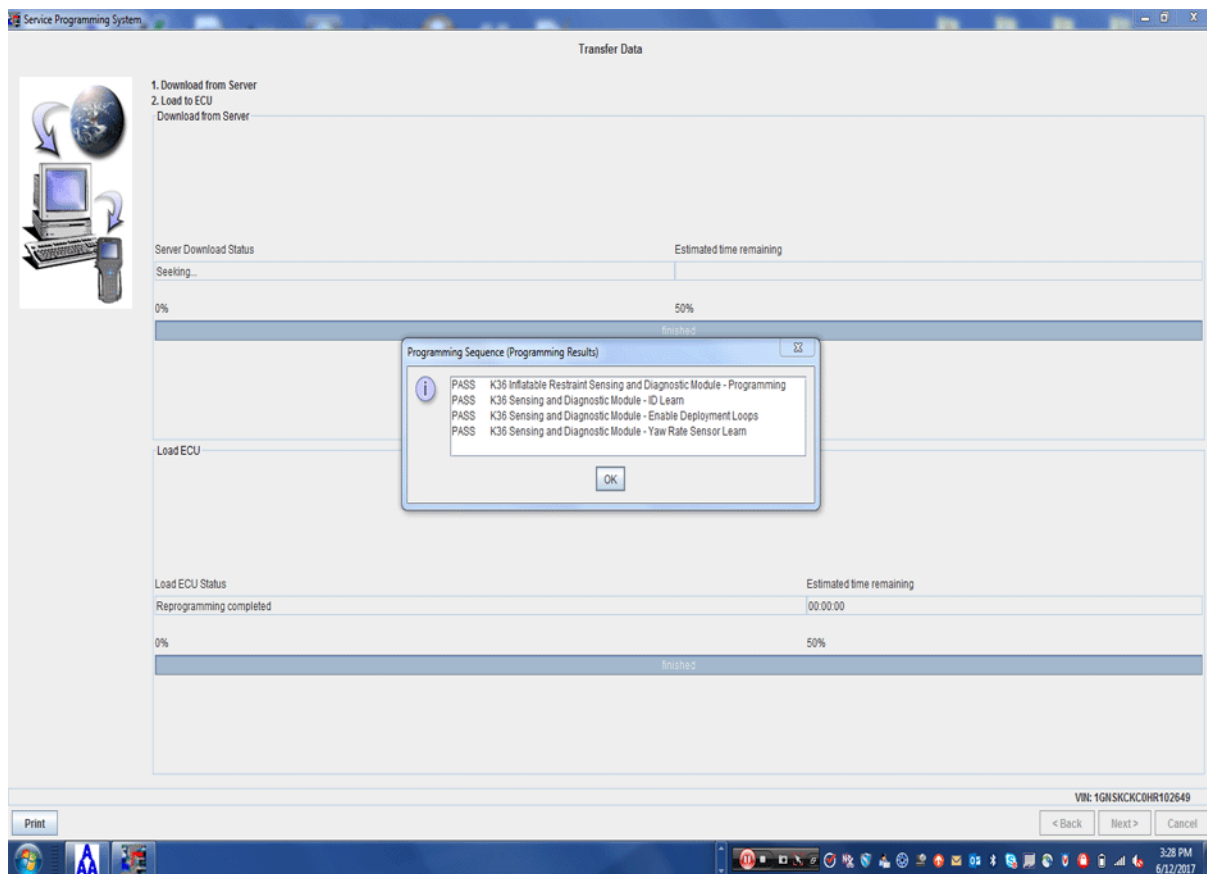 Service Programming System
Transfer Data
1. Download from Server
2. Load to ECU
Download from Server
Server Download Status
Estimated time remaining
Seeking...
0%
50%
finished
Programming Sequence (Programming Results)
PASS K36 Inflatable Restraint Sensing and Diagnostic Module - Programming
PASS K36 Sensing and Diagnostic Module - ID Learn
PASS K36 Sensing and Diagnostic Module - Enable Deployment Loops
PASS K36 Sensing and Diagnostic Module - Yaw Rate Sensor Learn
OK
Load ECU
Load ECU Status
Estimated time remaining
Reprogramming completed
00:00:00
0%
50%
finished
VIN: 1GNSKCKC0HR102649
Print
< Back
Next >
Cancel
3:28 PM
6/12/2017